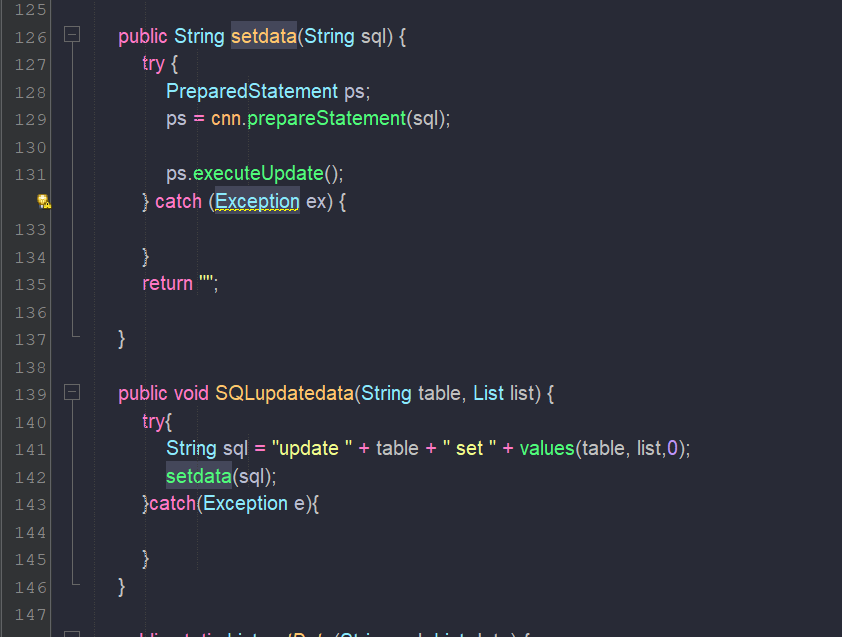 125
126 public String setdata(String sql) {
127 try {
128 PreparedStatement ps;
129 ps = cnn.prepareStatement(sql);
130
131 ps.executeUpdate();
} catch (Exception ex) {
133
134 }
135 return "";
136
137 }
138
139 public void SQLupdatedata(String table, List list) {
140 try{
141 String sql = "update " + table + " set " + values(table, list,0);
142 setdata(sql);
143 }catch(Exception e){
144
145 }
146 }
147